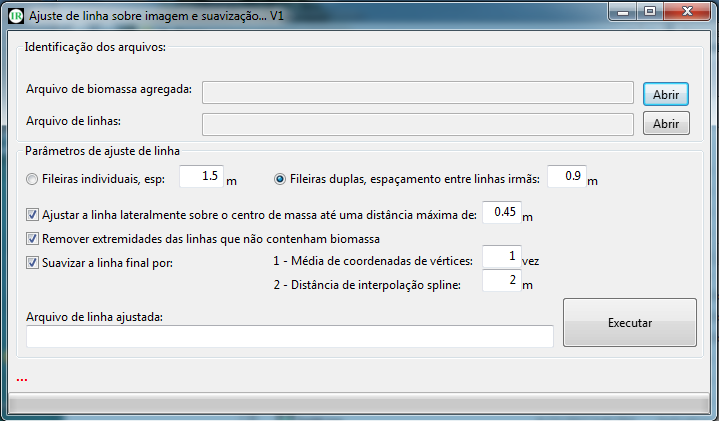 IR Ajuste de linha sobre imagem e suavização... V1
Identificação dos arquivos:
Arquivo de biomassa agregada: Abrir
Arquivo de linhas: Abrir
Parâmetros de ajuste de linha
Fileiras individuais, esp: 1.5 m Fileiras duplas, espaçamento entre linhas irmãs: 0.9 m
Ajustar a linha lateralmente sobre o centro de massa até uma distância máxima de: 0.45 m
Remover extremidades das linhas que não contenham biomassa
Suavizar a linha final por: 1 - Média de coordenadas de vértices: 1 vez
2 - Distância de interpolação spline: 2 m
Arquivo de linha ajustada: Executar
...